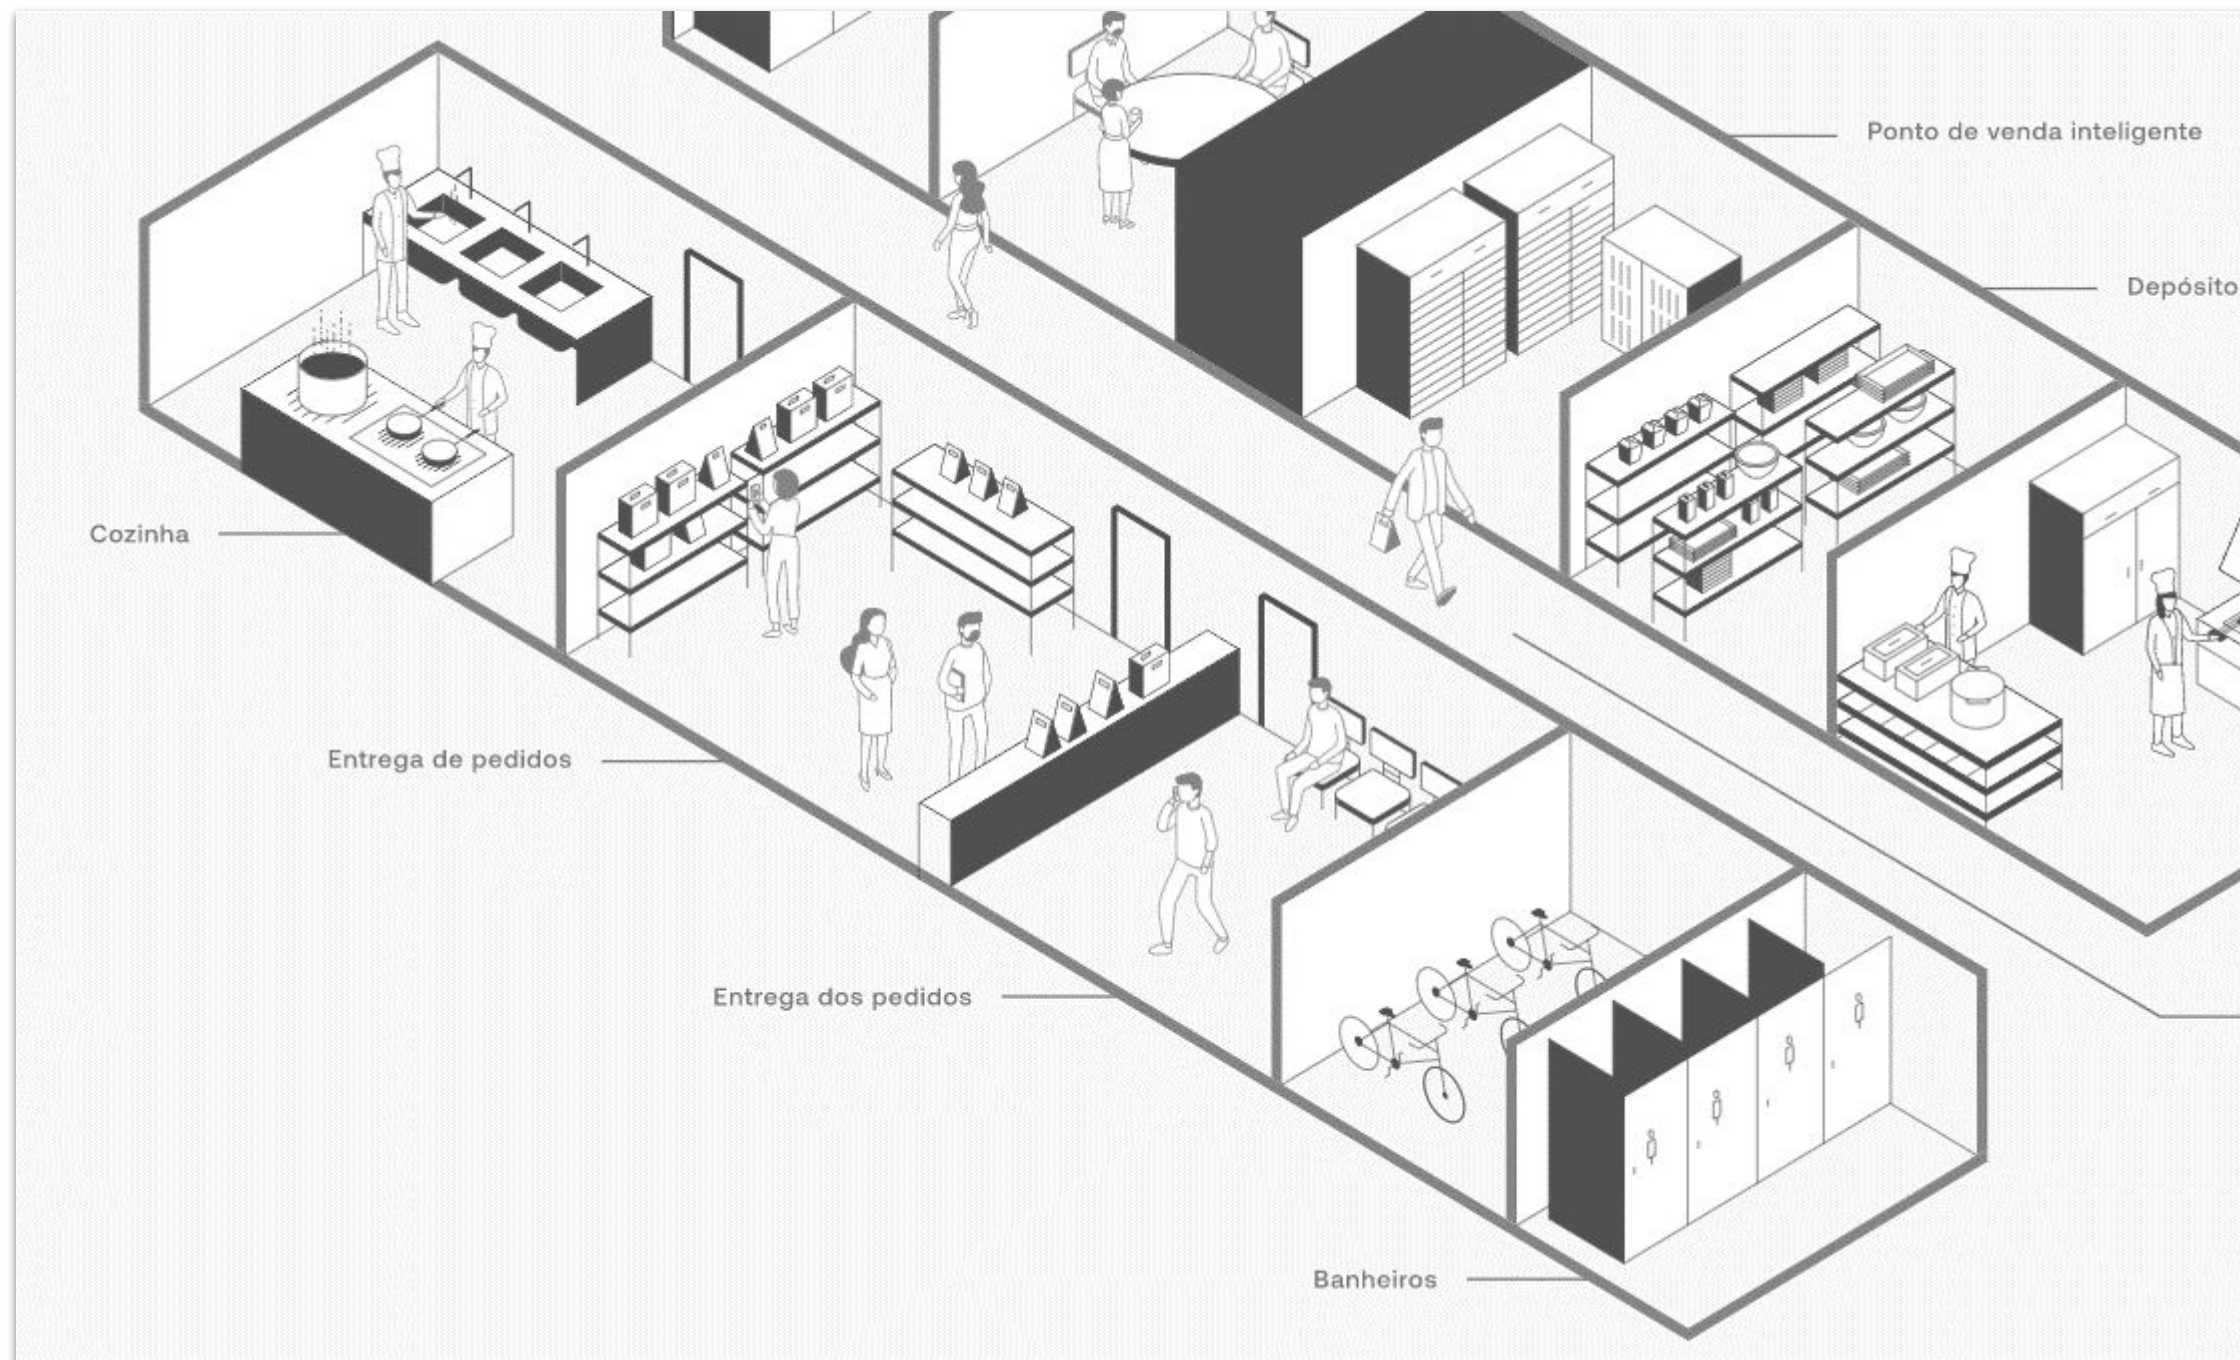 Ponto de venda inteligente
Depósito
Cozinha
Entrega de pedidos
Entrega dos pedidos
Banheiros